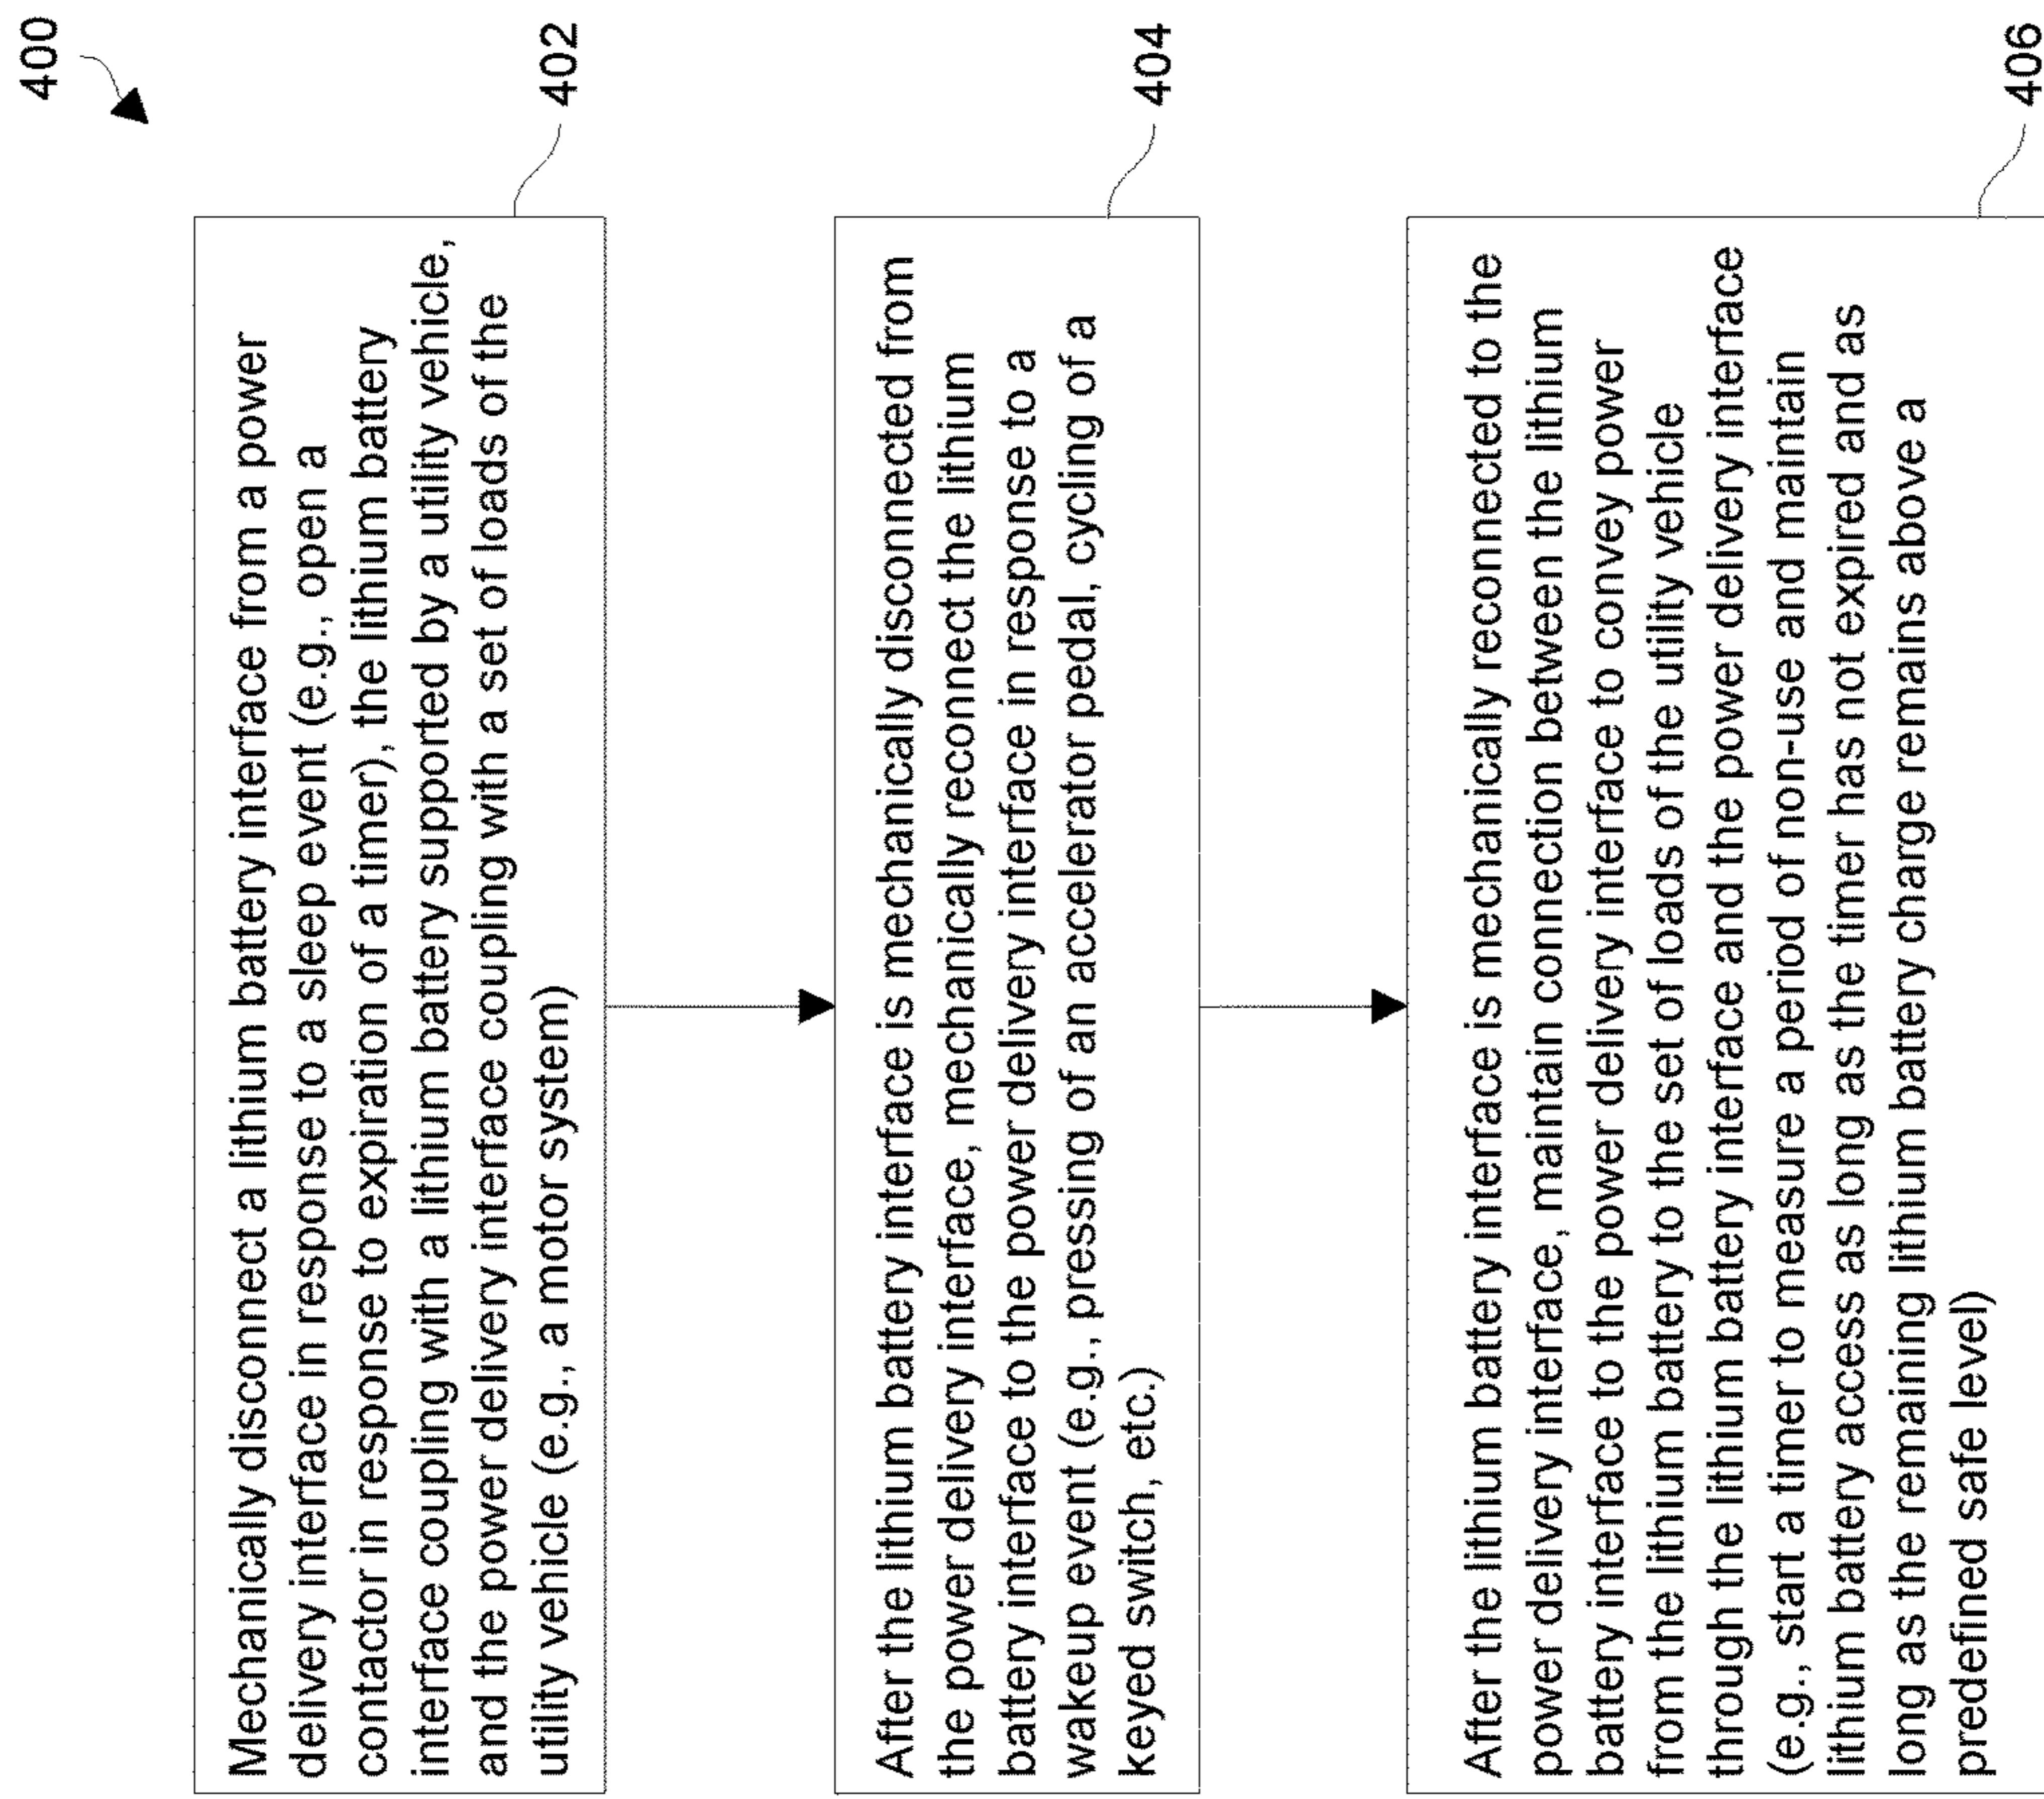 400
Mechanically disconnect a lithium battery interface from a power
delivery interface in response to a sleep event (e.g., open a
contactor in response to expiration of a timer), the lithium battery
interface coupling with a lithium battery supported by a utility vehicle,
and the power delivery interface coupling with a set of loads of the
utility vehicle (e.g., a motor system)
402
After the lithium battery interface is mechanically disconnected from
the power delivery interface, mechanically reconnect the lithium
battery interface to the power delivery interface in response to a
wakeup event (e.g., pressing of an accelerator pedal, cycling of a
keyed switch, etc.)
404
After the lithium battery interface is mechanically reconnected to the
power delivery interface, maintain connection between the lithium
battery interface to the power delivery interface to convey power
from the lithium battery to the set of loads of the utility vehicle
through the lithium battery interface and the power delivery interface
(e.g., start a timer to measure a period of non-use and maintain
lithium battery access as long as the timer has not expired and as
long as the remaining lithium battery charge remains above a
predefined safe level)
406